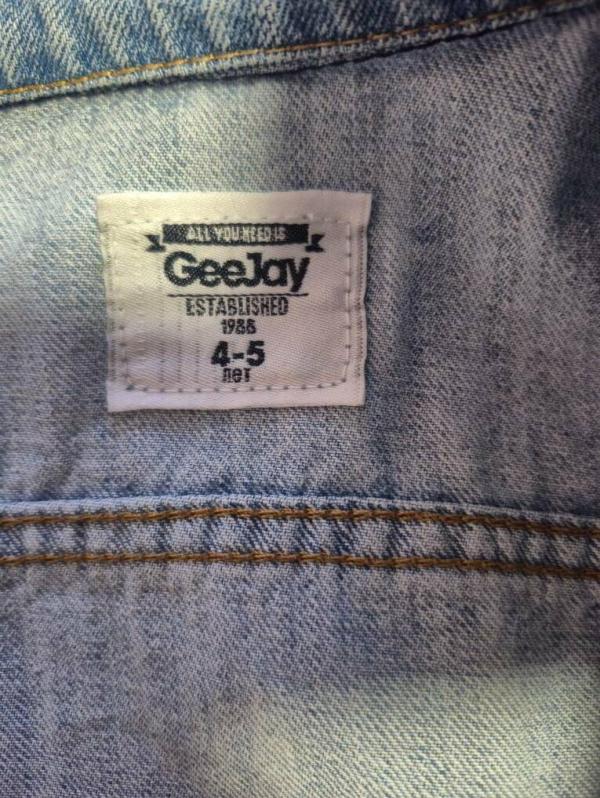 ALL YOU NEED IS
GeeJay
ESTABLISHED
1988
4-5
лет